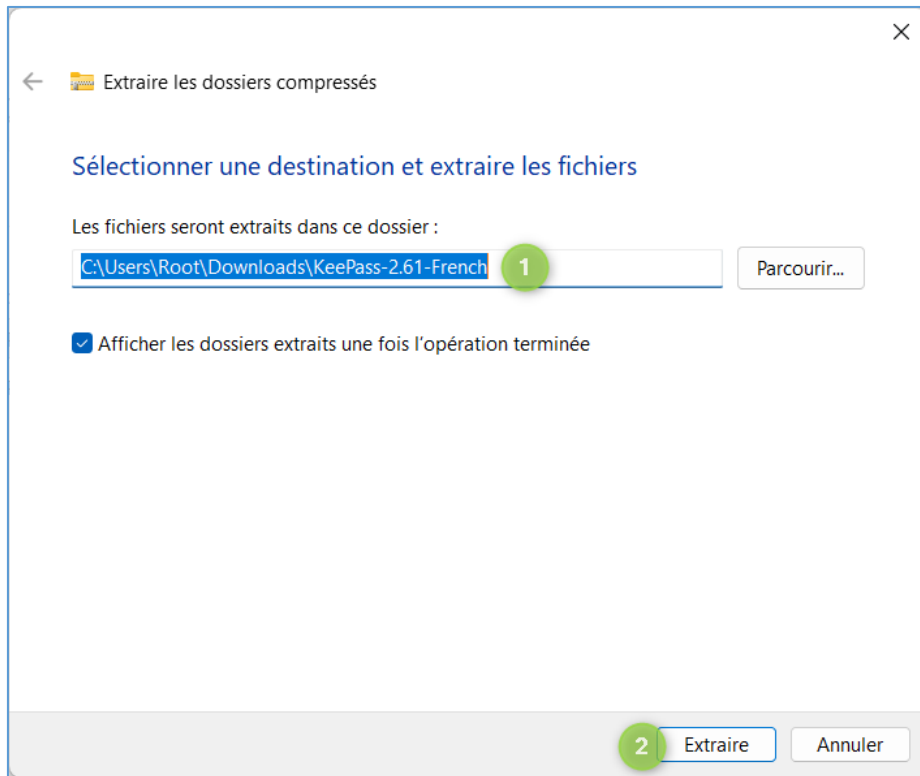 Extraire les dossiers compressés
Sélectionner une destination et extraire les fichiers
Les fichiers seront extraits dans ce dossier :
C:\Users\Root\Downloads\KeePass-2.61-French 1 Parcourir...
Afficher les dossiers extraits une fois l'opération terminée
2 Extraire Annuler